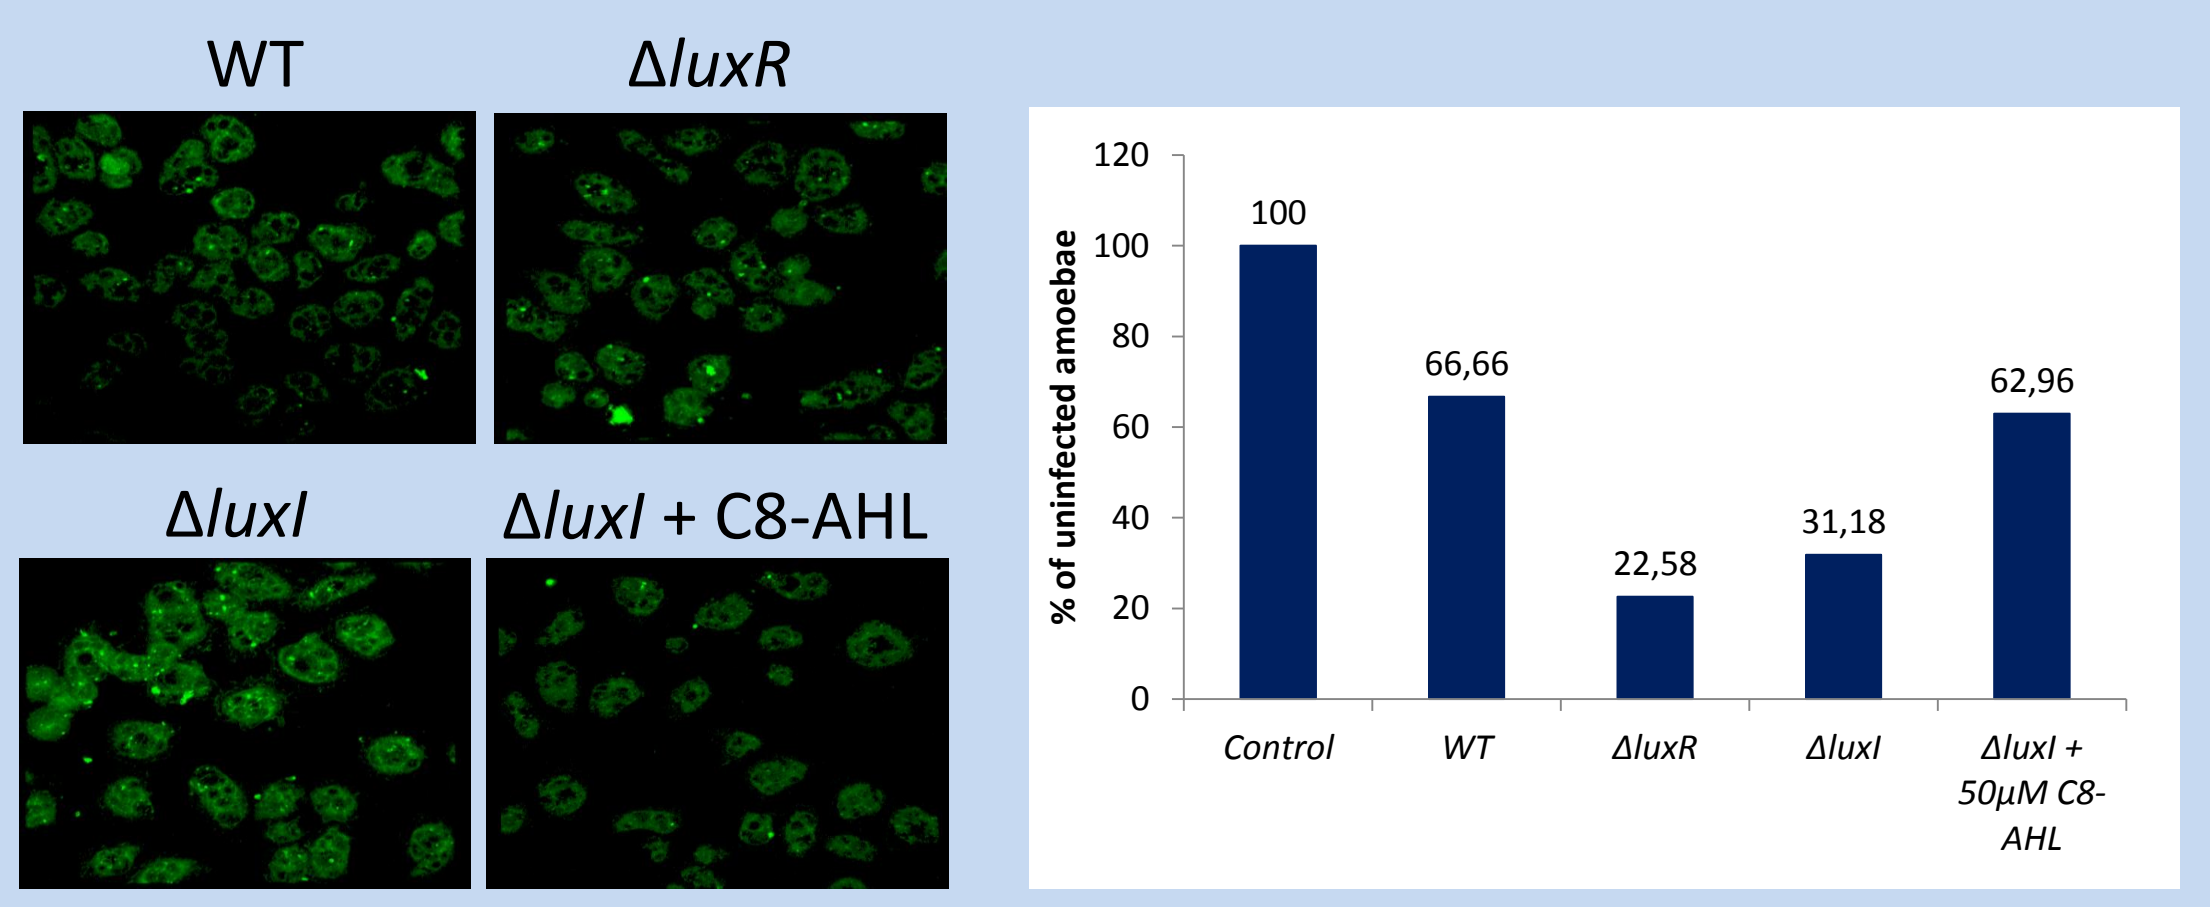 WT
ΔluxR
ΔluxI
ΔluxI + C8-AHL
% of uninfected amoebae
120
100
80
60
40
20
0
100
66,66
22,58
31,18
62,96
Control
WT
ΔluxR
ΔluxI
ΔluxI +
50µM C8-
AHL